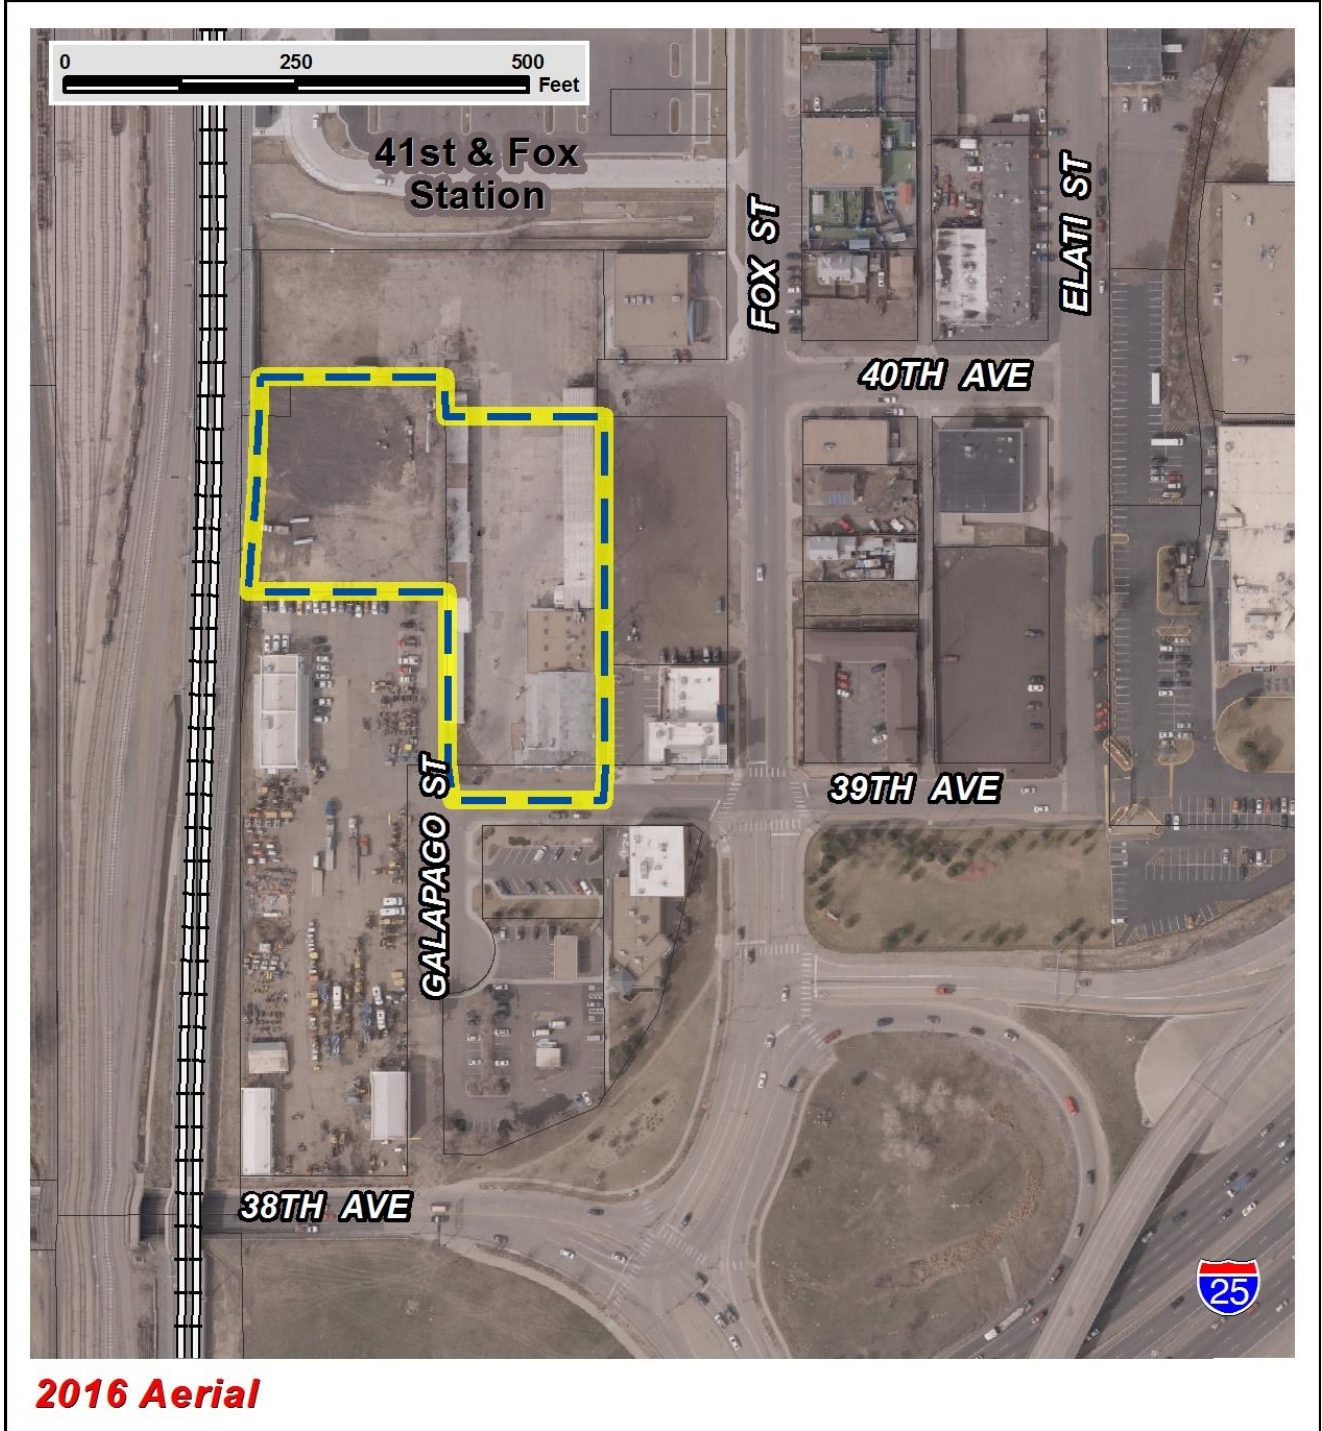 0 250 500
Feet
41st & Fox
Station
FOX ST
ELATI ST
40TH AVE
39TH AVE
GALAPAGO ST
38TH AVE
25
2016 Aerial